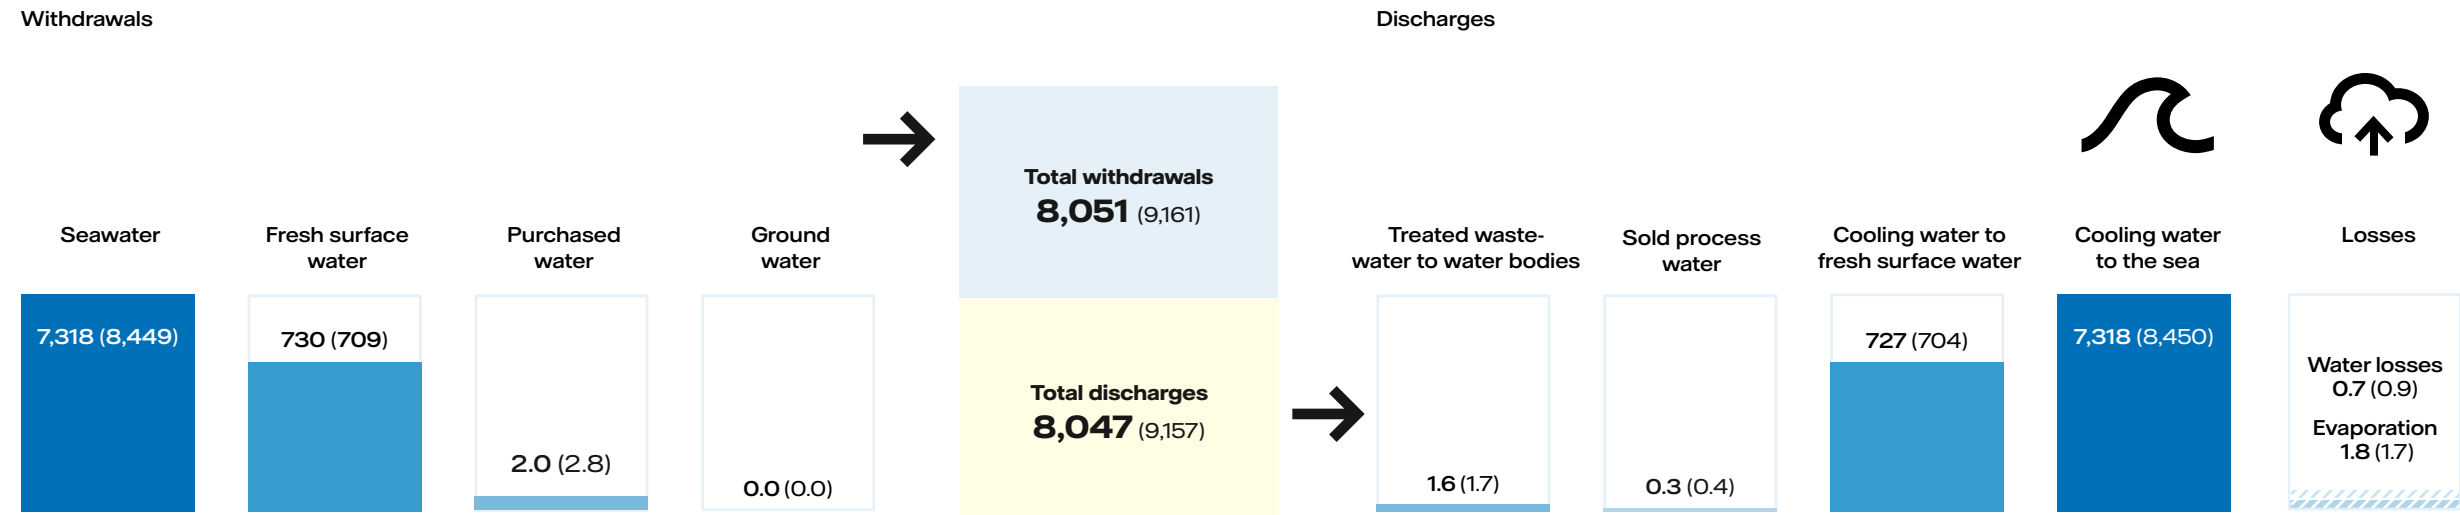 Withdrawals
Seawater
7,318 (8,449)
Fresh surface
water
730 (709)
Purchased
water
2.0 (2.8)
Ground
water
0.0 (0.0)
Total withdrawals
8,051 (9,161)
Total discharges
8,047 (9,157)
Discharges
Treated waste-
water to water bodies
1.6 (1.7)
Sold process
water
0.3 (0.4)
Cooling water to
fresh surface water
727 (704)
Cooling water
to the sea
7,318 (8,450)
Losses
Water losses
0.7 (0.9)
Evaporation
1.8 (1.7)